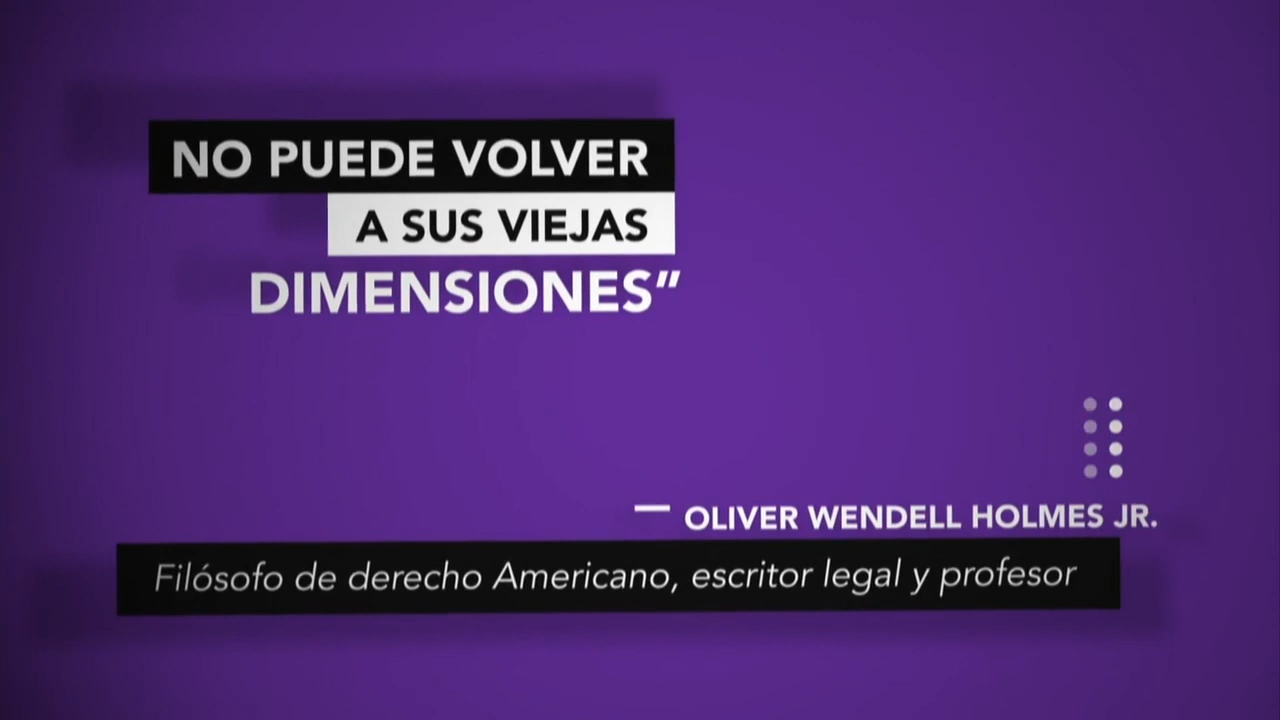 NO PUEDE VOLVER
A SUS VIEJAS
DIMENSIONES”
— OLIVER WENDELL HOLMES JR.
Filósofo de derecho Americano, escritor legal y profesor